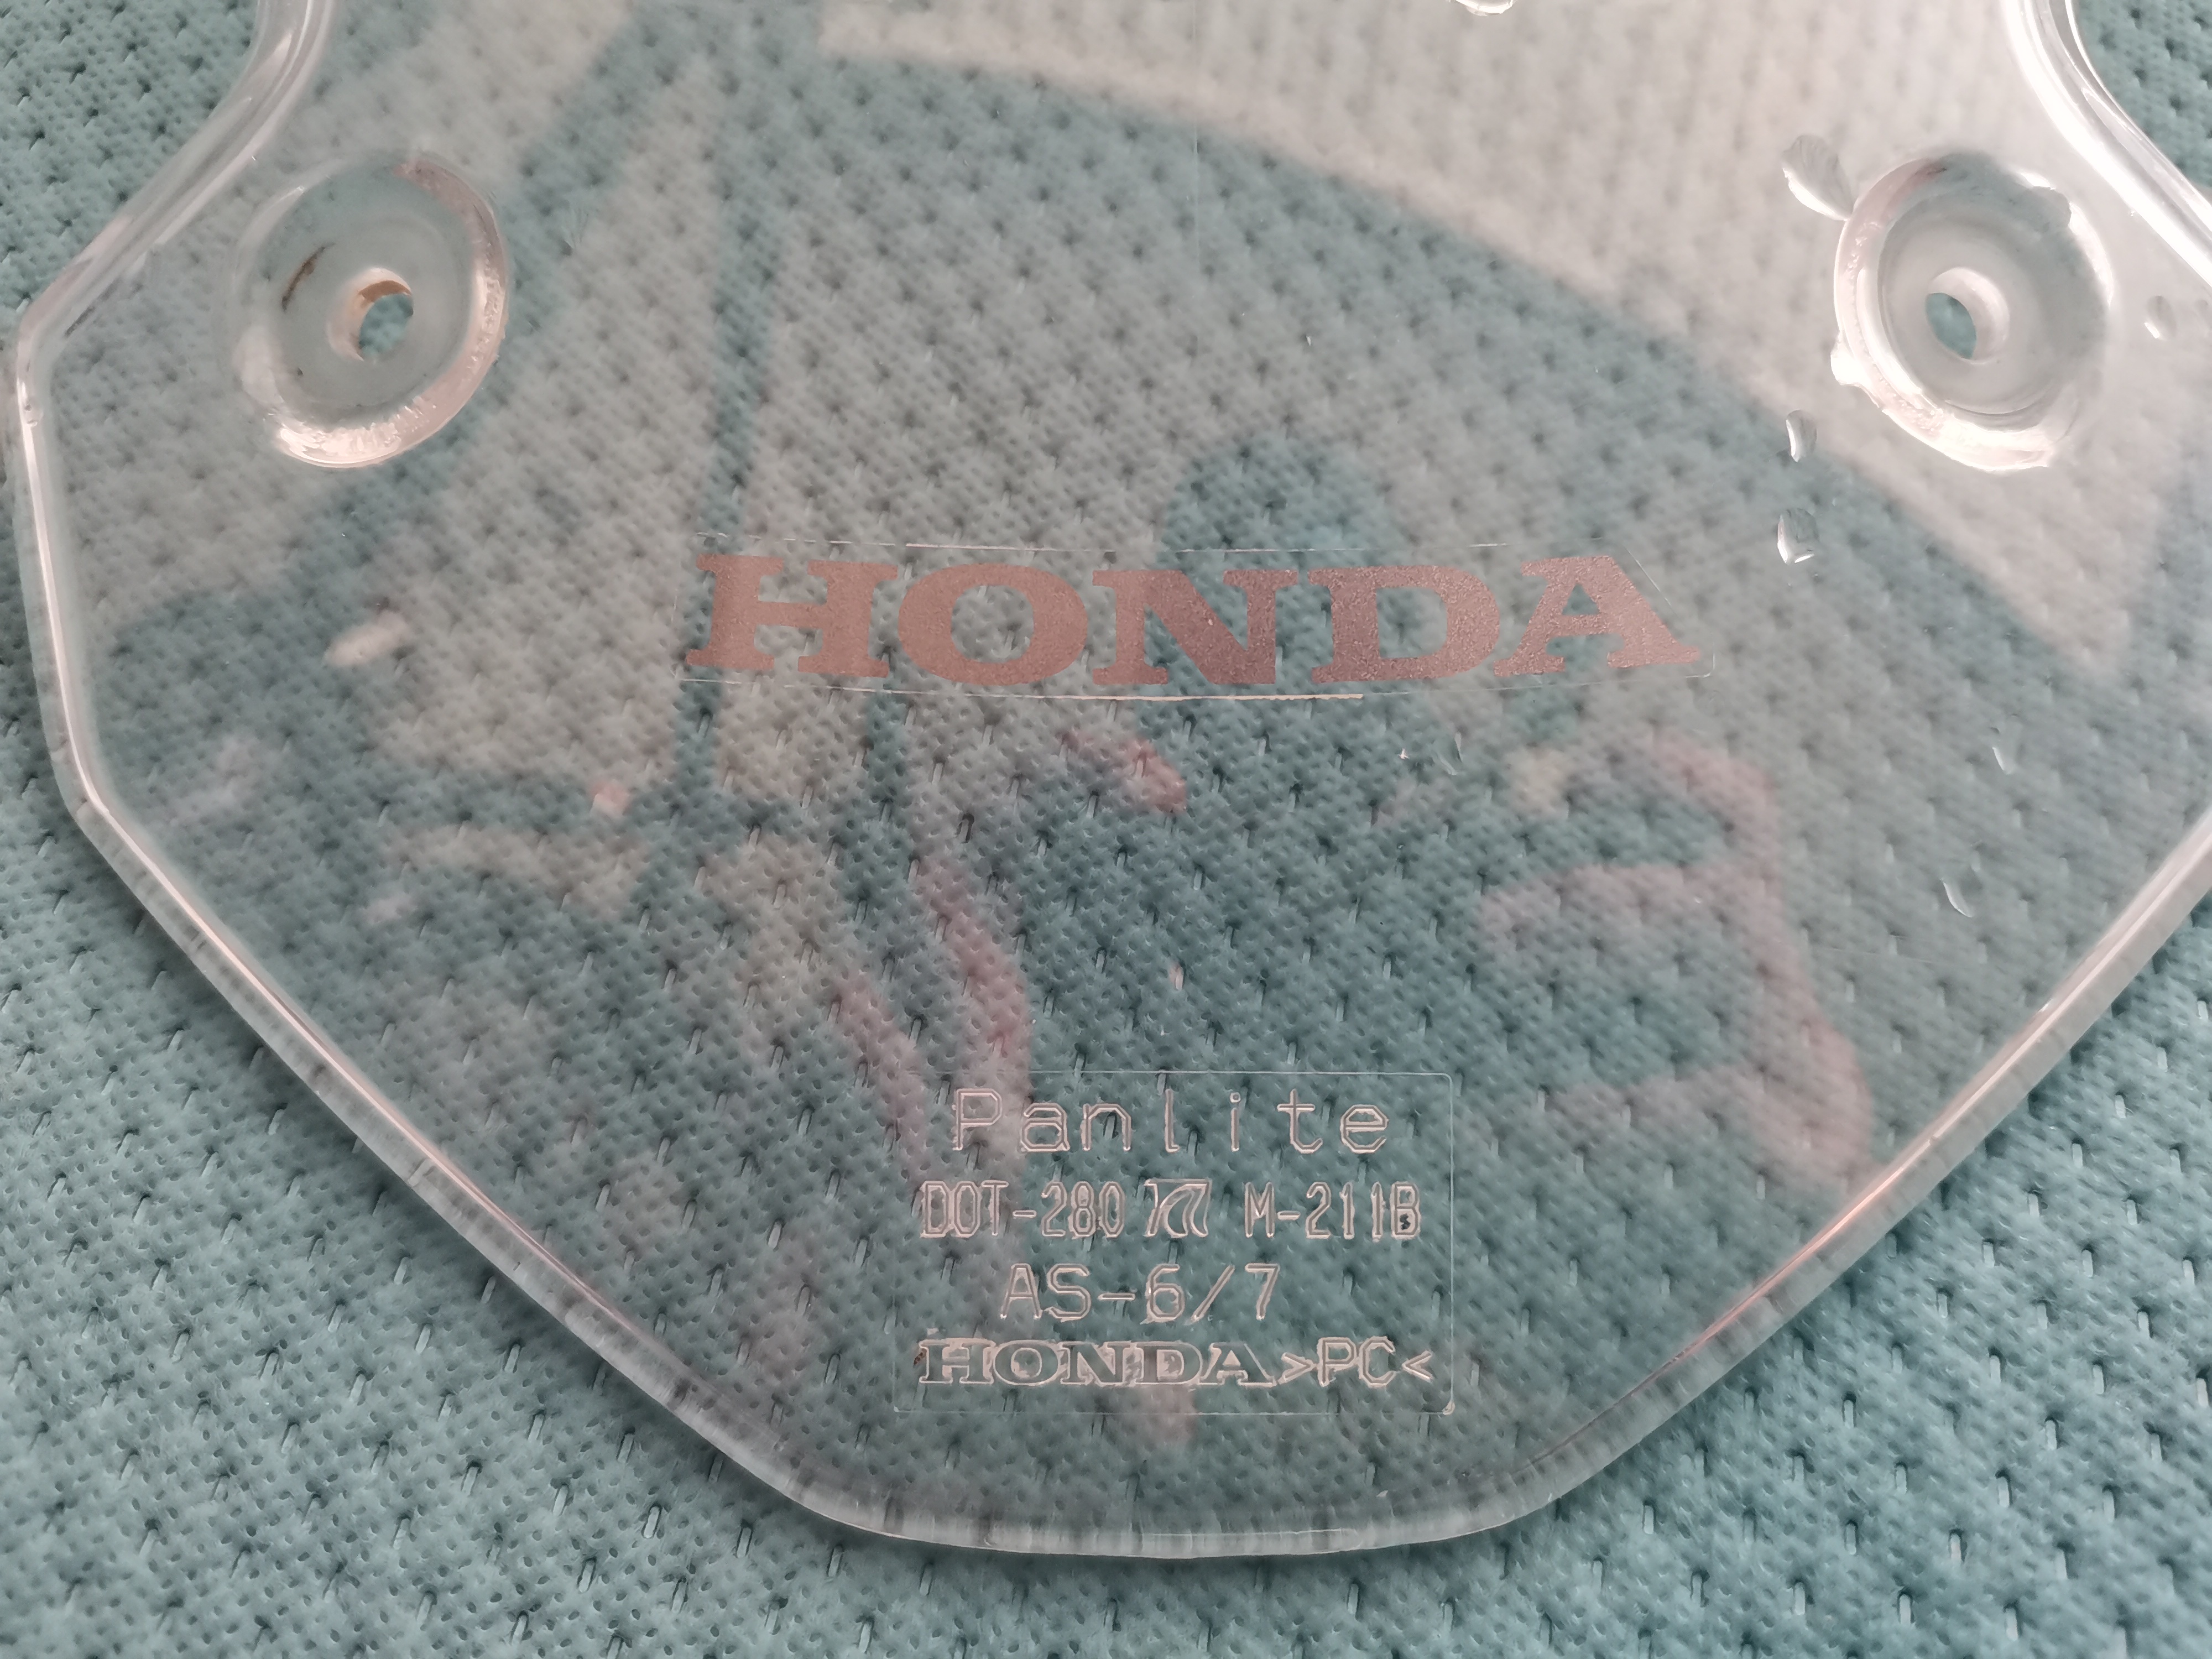 HONDA
Panlite
DOT-280 M-211B
AS-6/7
HONDA>PC<